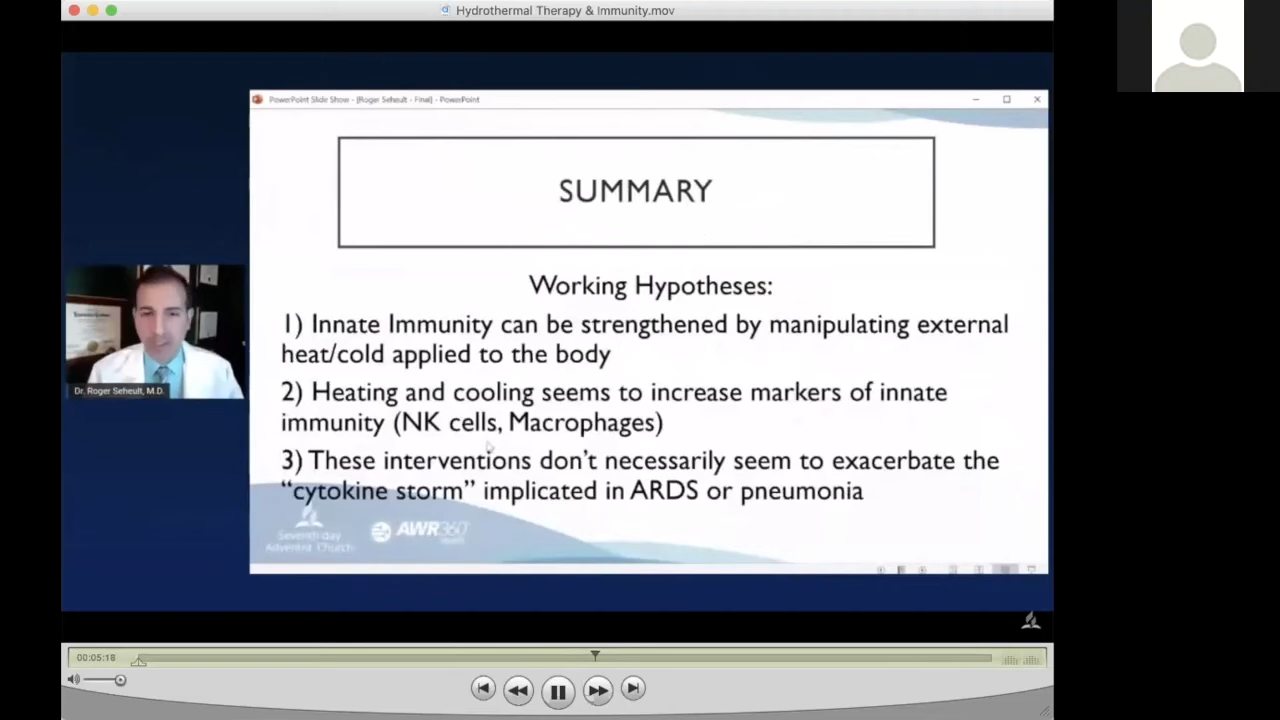 Hydrothermal Therapy & Immunity.mov
PowerPoint Slide Show - [Roger Seheult - Final] - PowerPoint
SUMMARY
Working Hypotheses:
1) Innate Immunity can be strengthened by manipulating external
heat/cold applied to the body
2) Heating and cooling seems to increase markers of innate
immunity (NK cells, Macrophages)
3) These interventions don't necessarily seem to exacerbate the
“cytokine storm” implicated in ARDS or pneumonia
Dr. Roger Seheult, M.D.
Seventh-day
Adventist Church
AWR360°
00:05:18